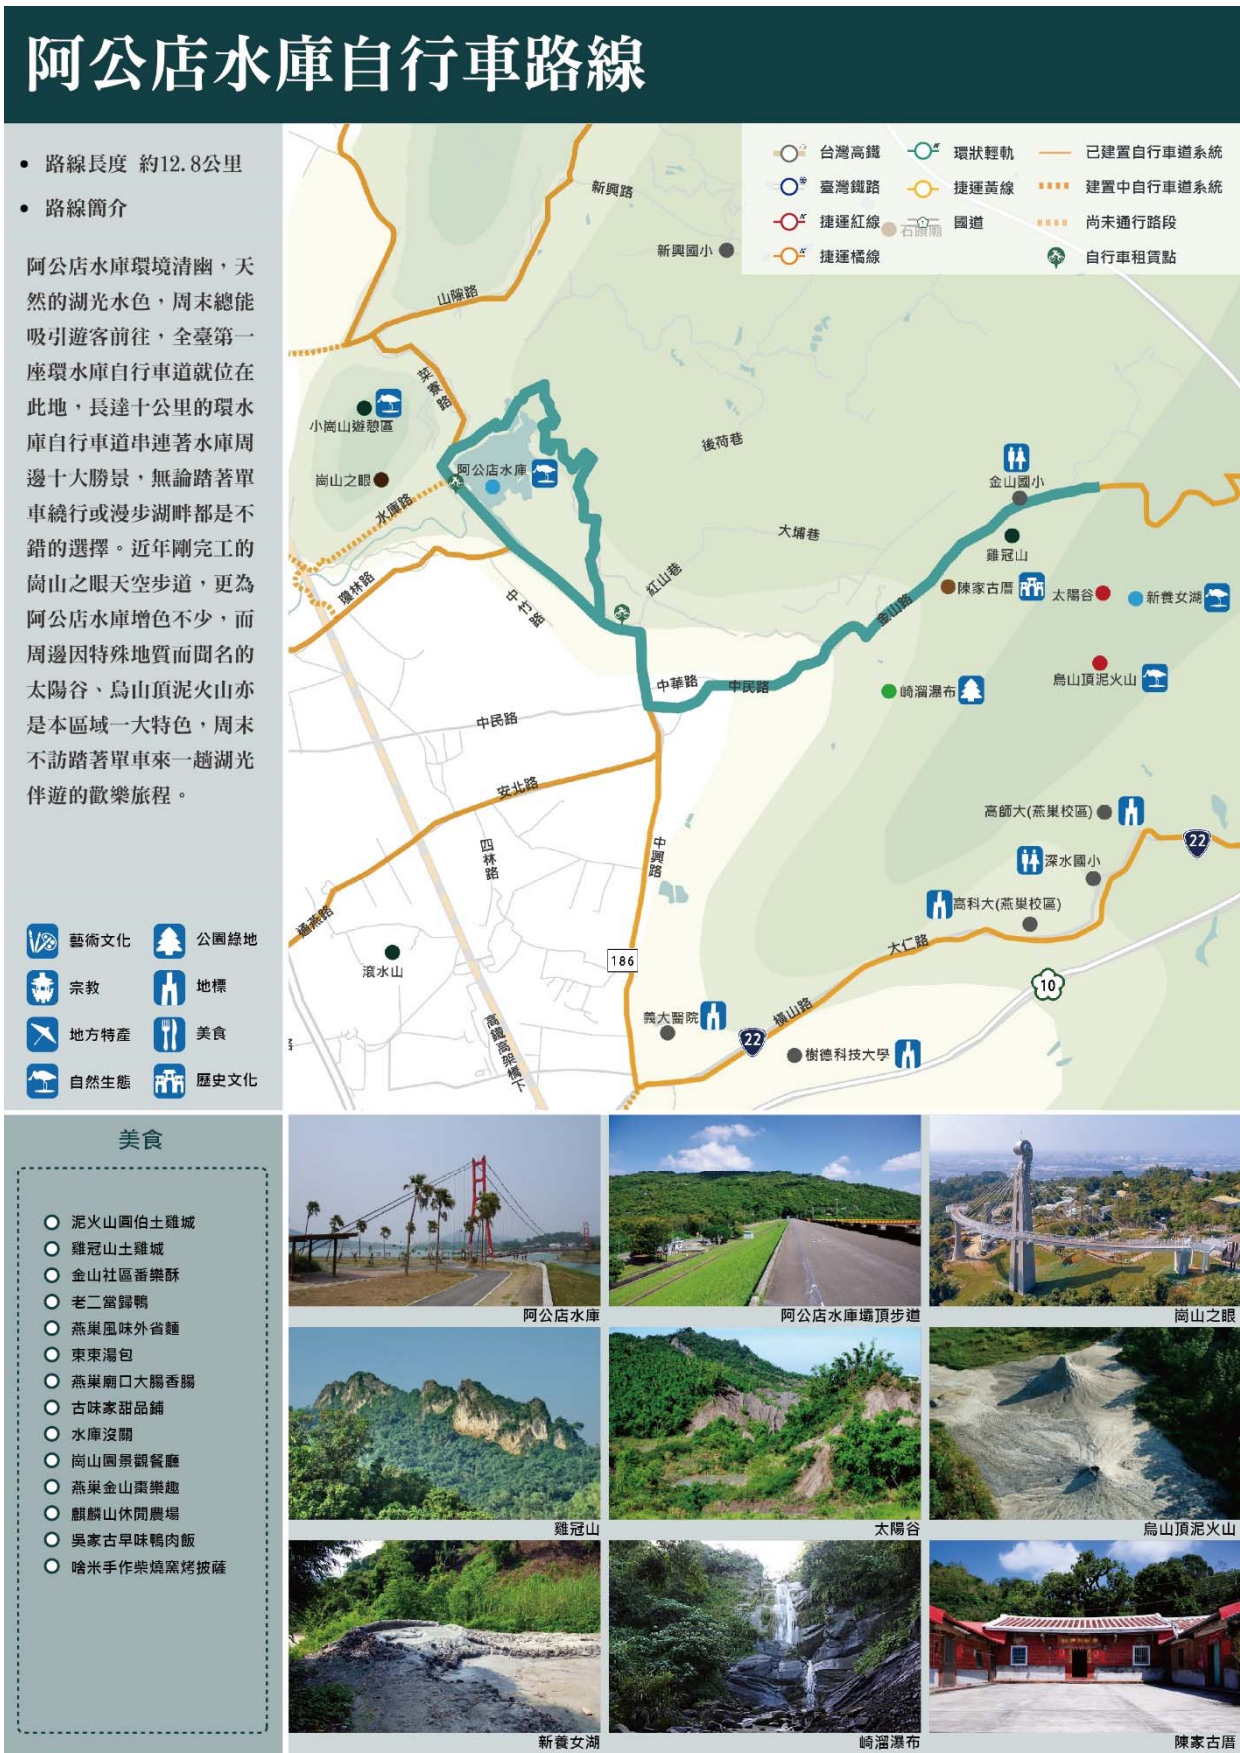 阿公店水庫自行車路線
• 路線長度 約12.8公里
• 路線簡介
阿公店水庫環境清幽，天
然的湖光水色，周末總能
吸引遊客前往，全臺第一
座環水庫自行車道就位在
此地，長達十公里的環水
庫自行車道串連著水庫周
邊十大勝景，無論踏著單
車繞行或漫步湖畔都是不
錯的選擇。近年剛完工的
崗山之眼天空步道，更為
阿公店水庫增色不少，而
周邊因特殊地質而聞名的
太陽谷、烏山頂泥火山亦
是本區域一大特色，周末
不訪踏著單車來一趟湖光
伴遊的歡樂旅程。
藝術文化
公園綠地
宗教
地標
地方特產
美食
自然生態
歷史文化
台灣高鐵
環狀輕軌
已建置自行車道系統
臺灣鐵路
捷運黃線
建置中自行車道系統
捷運紅線
石頭廟
國道
尚未通行路段
捷運橘線
自行車租賃點
新興路
新興國小
山隙路
菜寮路
小崗山遊憩區
崗山之眼
阿公店水庫
水庫路
後荷巷
金山國小
大埔巷
雞冠山
瓊林路
中竹路
紅山巷
陳家古厝
太陽谷
新養女湖
金山路
烏山頂泥火山
中華路
中民路
崎溜瀑布
中民路
安北路
高師大(燕巢校區)
22
四林路
中興路
深水國小
高科大(燕巢校區)
通燕路
大仁路
滾水山
186
10
橫山路
義大醫院
高鐵高架橋下
22
樹德科技大學
路
美食
泥火山圓伯土雞城
雞冠山土雞城
金山社區番樂酥
老二當歸鴨
燕巢風味外省麵
東東湯包
燕巢廟口大腸香腸
古味家甜品鋪
水庫沒關
崗山園景觀餐廳
燕巢金山棗樂趣
麒麟山休閒農場
吳家古早味鴨肉飯
啥米手作柴燒窯烤披薩
阿公店水庫
阿公店水庫壩頂步道
崗山之眼
雞冠山
太陽谷
烏山頂泥火山
新養女湖
崎溜瀑布
陳家古厝